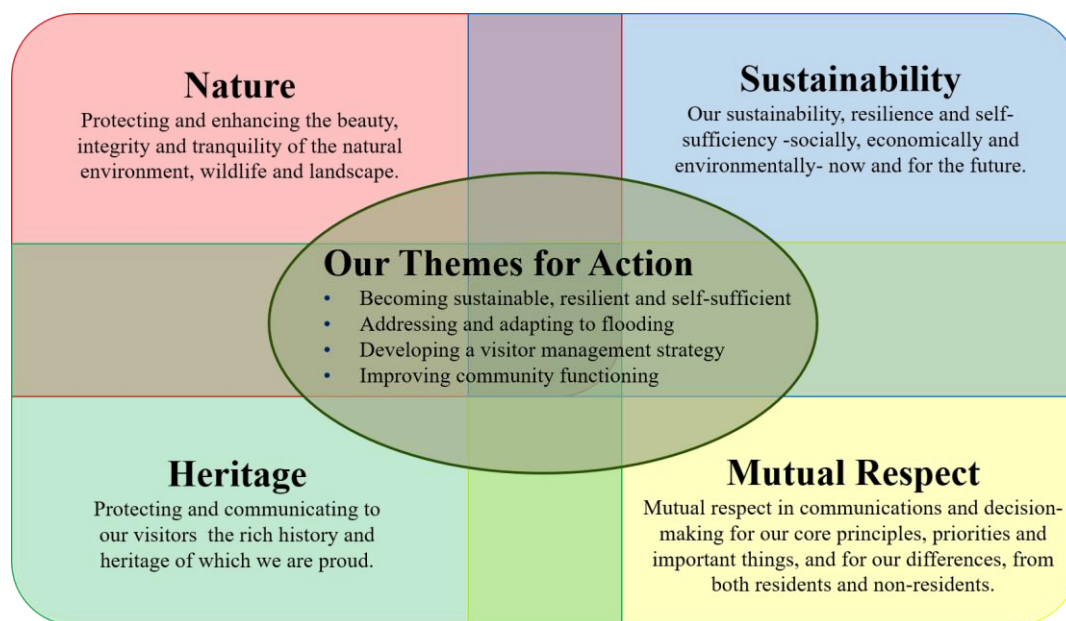 Nature
Protecting and enhancing the beauty,
integrity and tranquility of the natural
environment, wildlife and landscape.
Sustainability
Our sustainability, resilience and self-
sufficiency -socially, economically and
environmentally- now and for the future.
Our Themes for Action
• Becoming sustainable, resilient and self-sufficient
• Addressing and adapting to flooding
• Developing a visitor management strategy
• Improving community functioning
Heritage
Protecting and communicating to
our visitors the rich history and
heritage of which we are proud.
Mutual Respect
Mutual respect in communications and decision-
making for our core principles, priorities and
important things, and for our differences, from
both residents and non-residents.